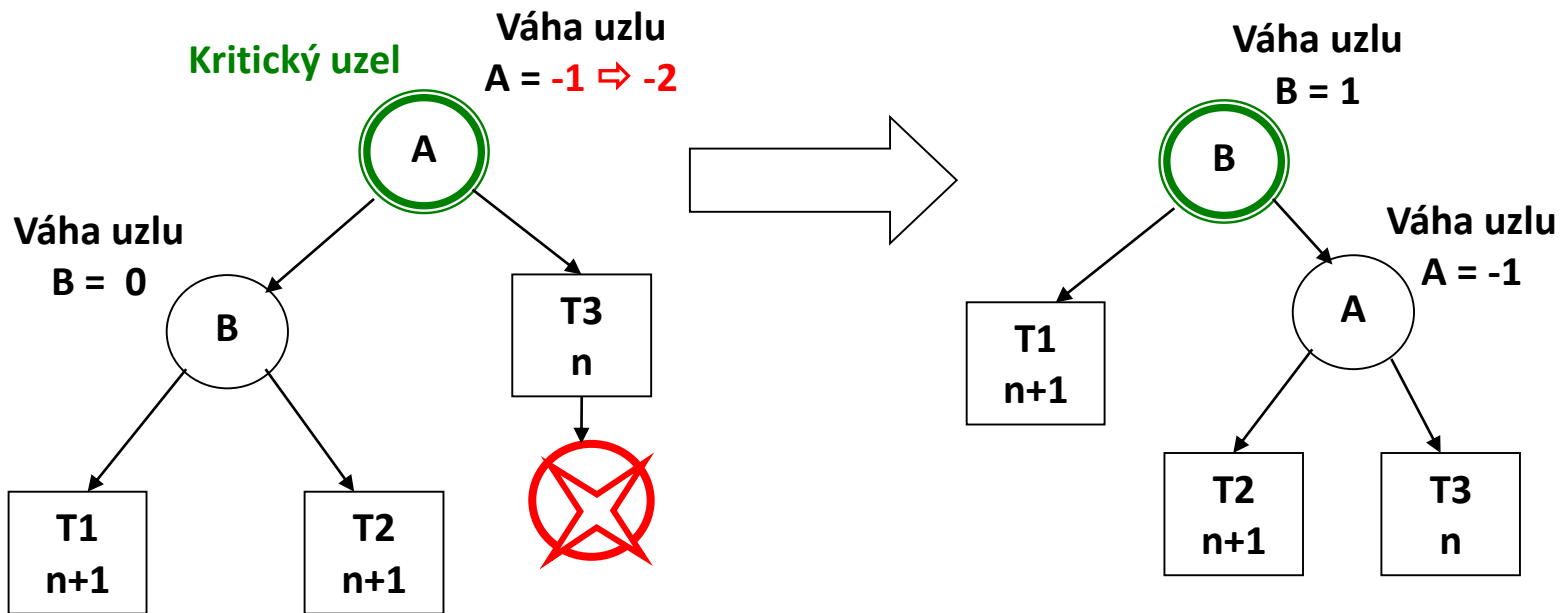 Kritický uzel
Váha uzlu
A = -1 ⇨ -2
A
Váha uzlu
B = 0
B
T3
n
T1
n+1
T2
n+1
Váha uzlu
B = 1
B
Váha uzlu
A = -1
A
T1
n+1
T2
n+1
T3
n